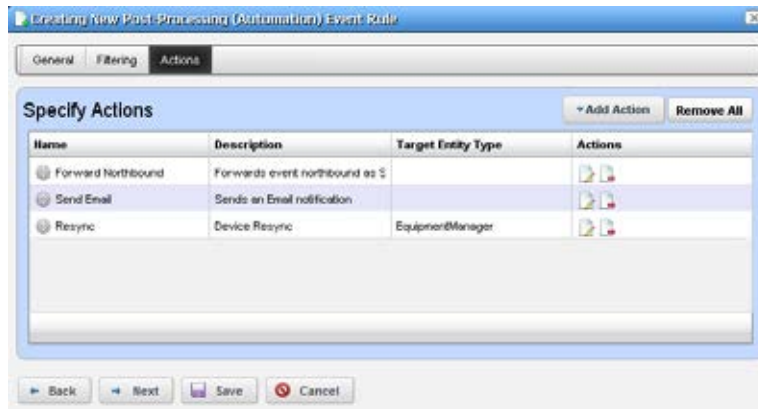 Creating New Post-Processing (Automation) Event Rule
General Filtering Actions
Specify Actions
Add Action Remove All
Name Description Target Entity Type Actions
Forward Northbound Forwards event northbound as S
Send Email Sends an Email notification
Resync Device Resync EquipmentManager
Back Next Save Cancel